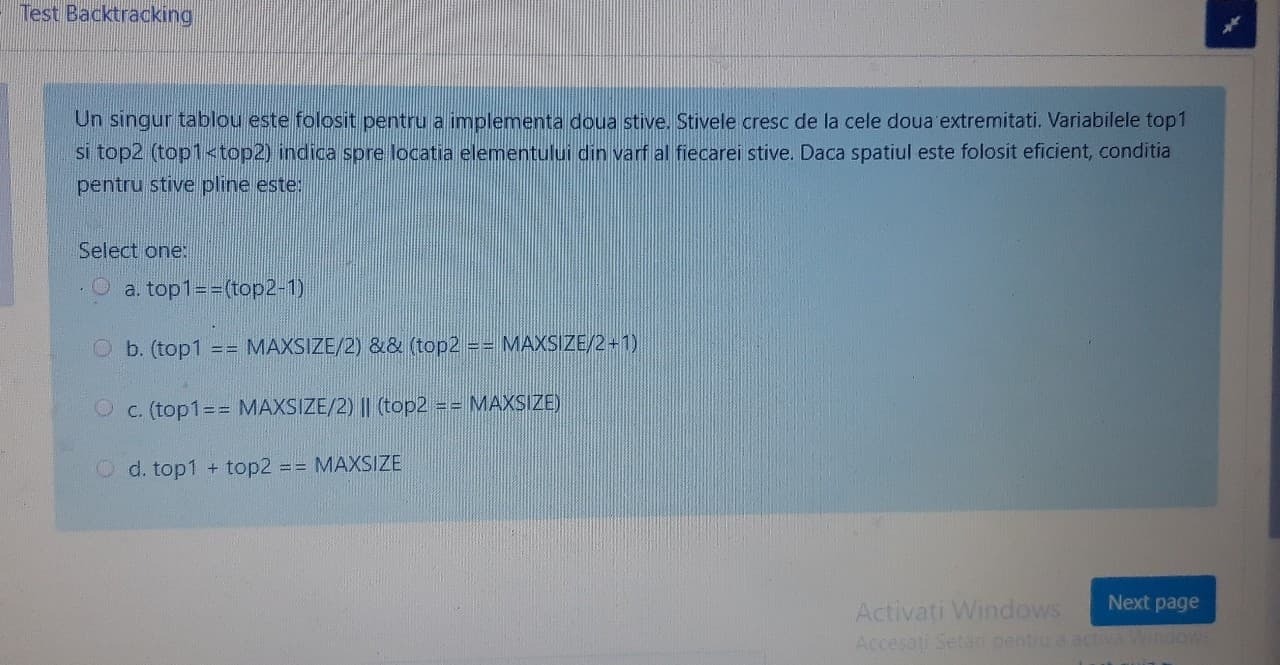 Test Backtracking
Un singur tablou este folosit pentru a implementa doua stive. Stivele cresc de la cele doua extremitati. Variabilele top1
si top2 (top1<top2) indica spre locatia elementului din varf al fiecarei stive. Daca spatiul este folosit eficient, conditia
pentru stive pline este:
Select one:
a. top1==(top2-1)
b. (top1 == MAXSIZE/2) && (top2 == MAXSIZE/2+1)
c. (top1== MAXSIZE/2) || (top2 == MAXSIZE)
d. top1 + top2 == MAXSIZE
Next page
Activați Windows
Accesați Setări pentru a activa Windows